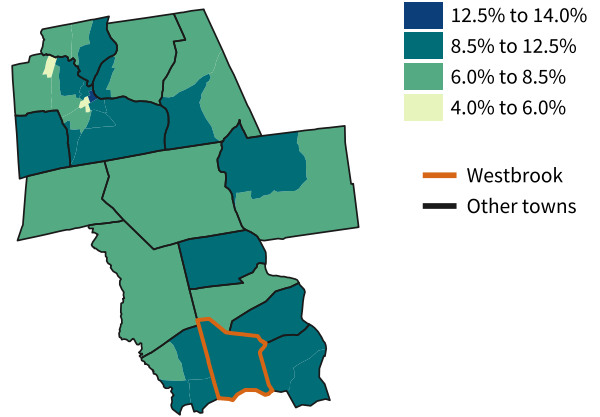 12.5% to 14.0%
8.5% to 12.5%
6.0% to 8.5%
4.0% to 6.0%
Westbrook
Other towns